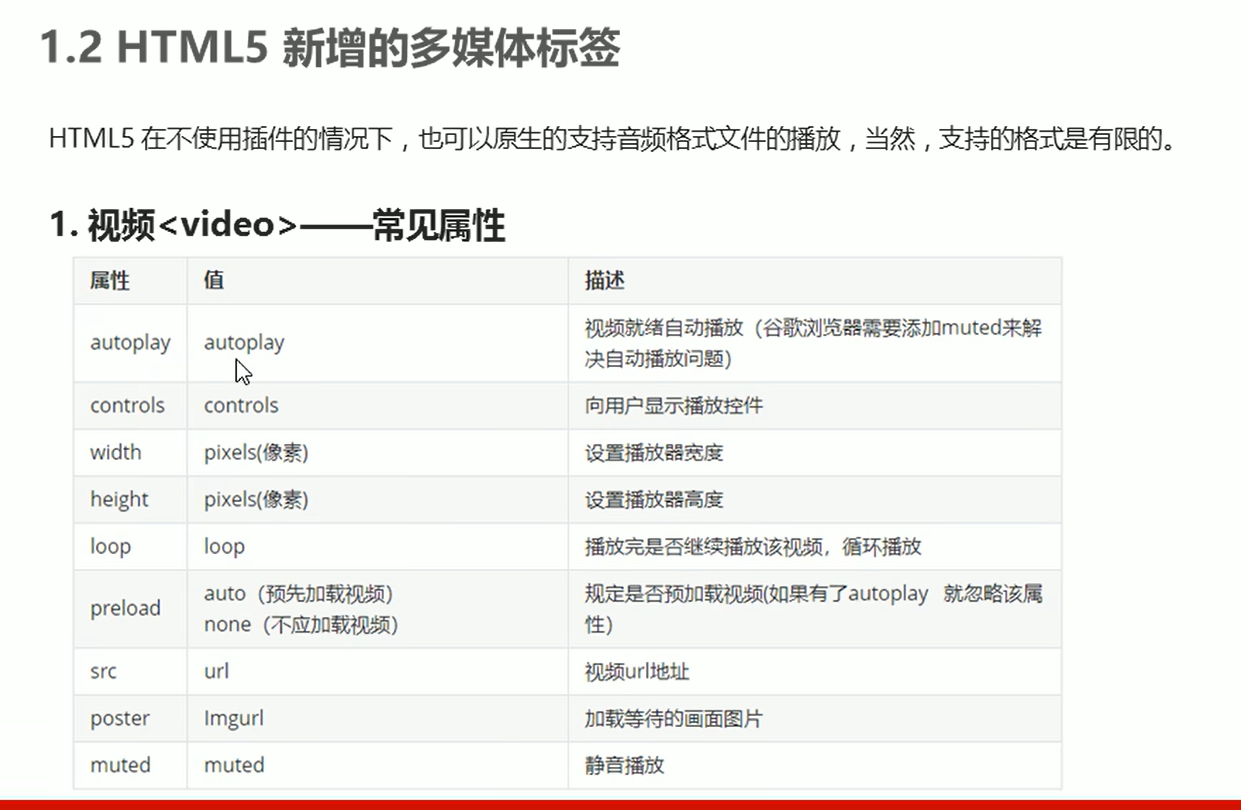 1.2 HTML5 新增的多媒体标签
HTML5 在不使用插件的情况下，也可以原生的支持音频格式文件的播放，当然，支持的格式是有限的。
1. 视频<video>——常见属性
属性 值 描述
autoplay autoplay 视频就绪自动播放（谷歌浏览器需要添加muted来解
决自动播放问题）
controls controls 向用户显示播放控件
width pixels(像素) 设置播放器宽度
height pixels(像素) 设置播放器高度
loop loop 播放完是否继续播放该视频，循环播放
preload auto（预先加载视频）
none（不应加载视频） 规定是否预加载视频(如果有了autoplay 就忽略该属
性)
src url 视频url地址
poster Imgurl 加载等待的画面图片
muted muted 静音播放